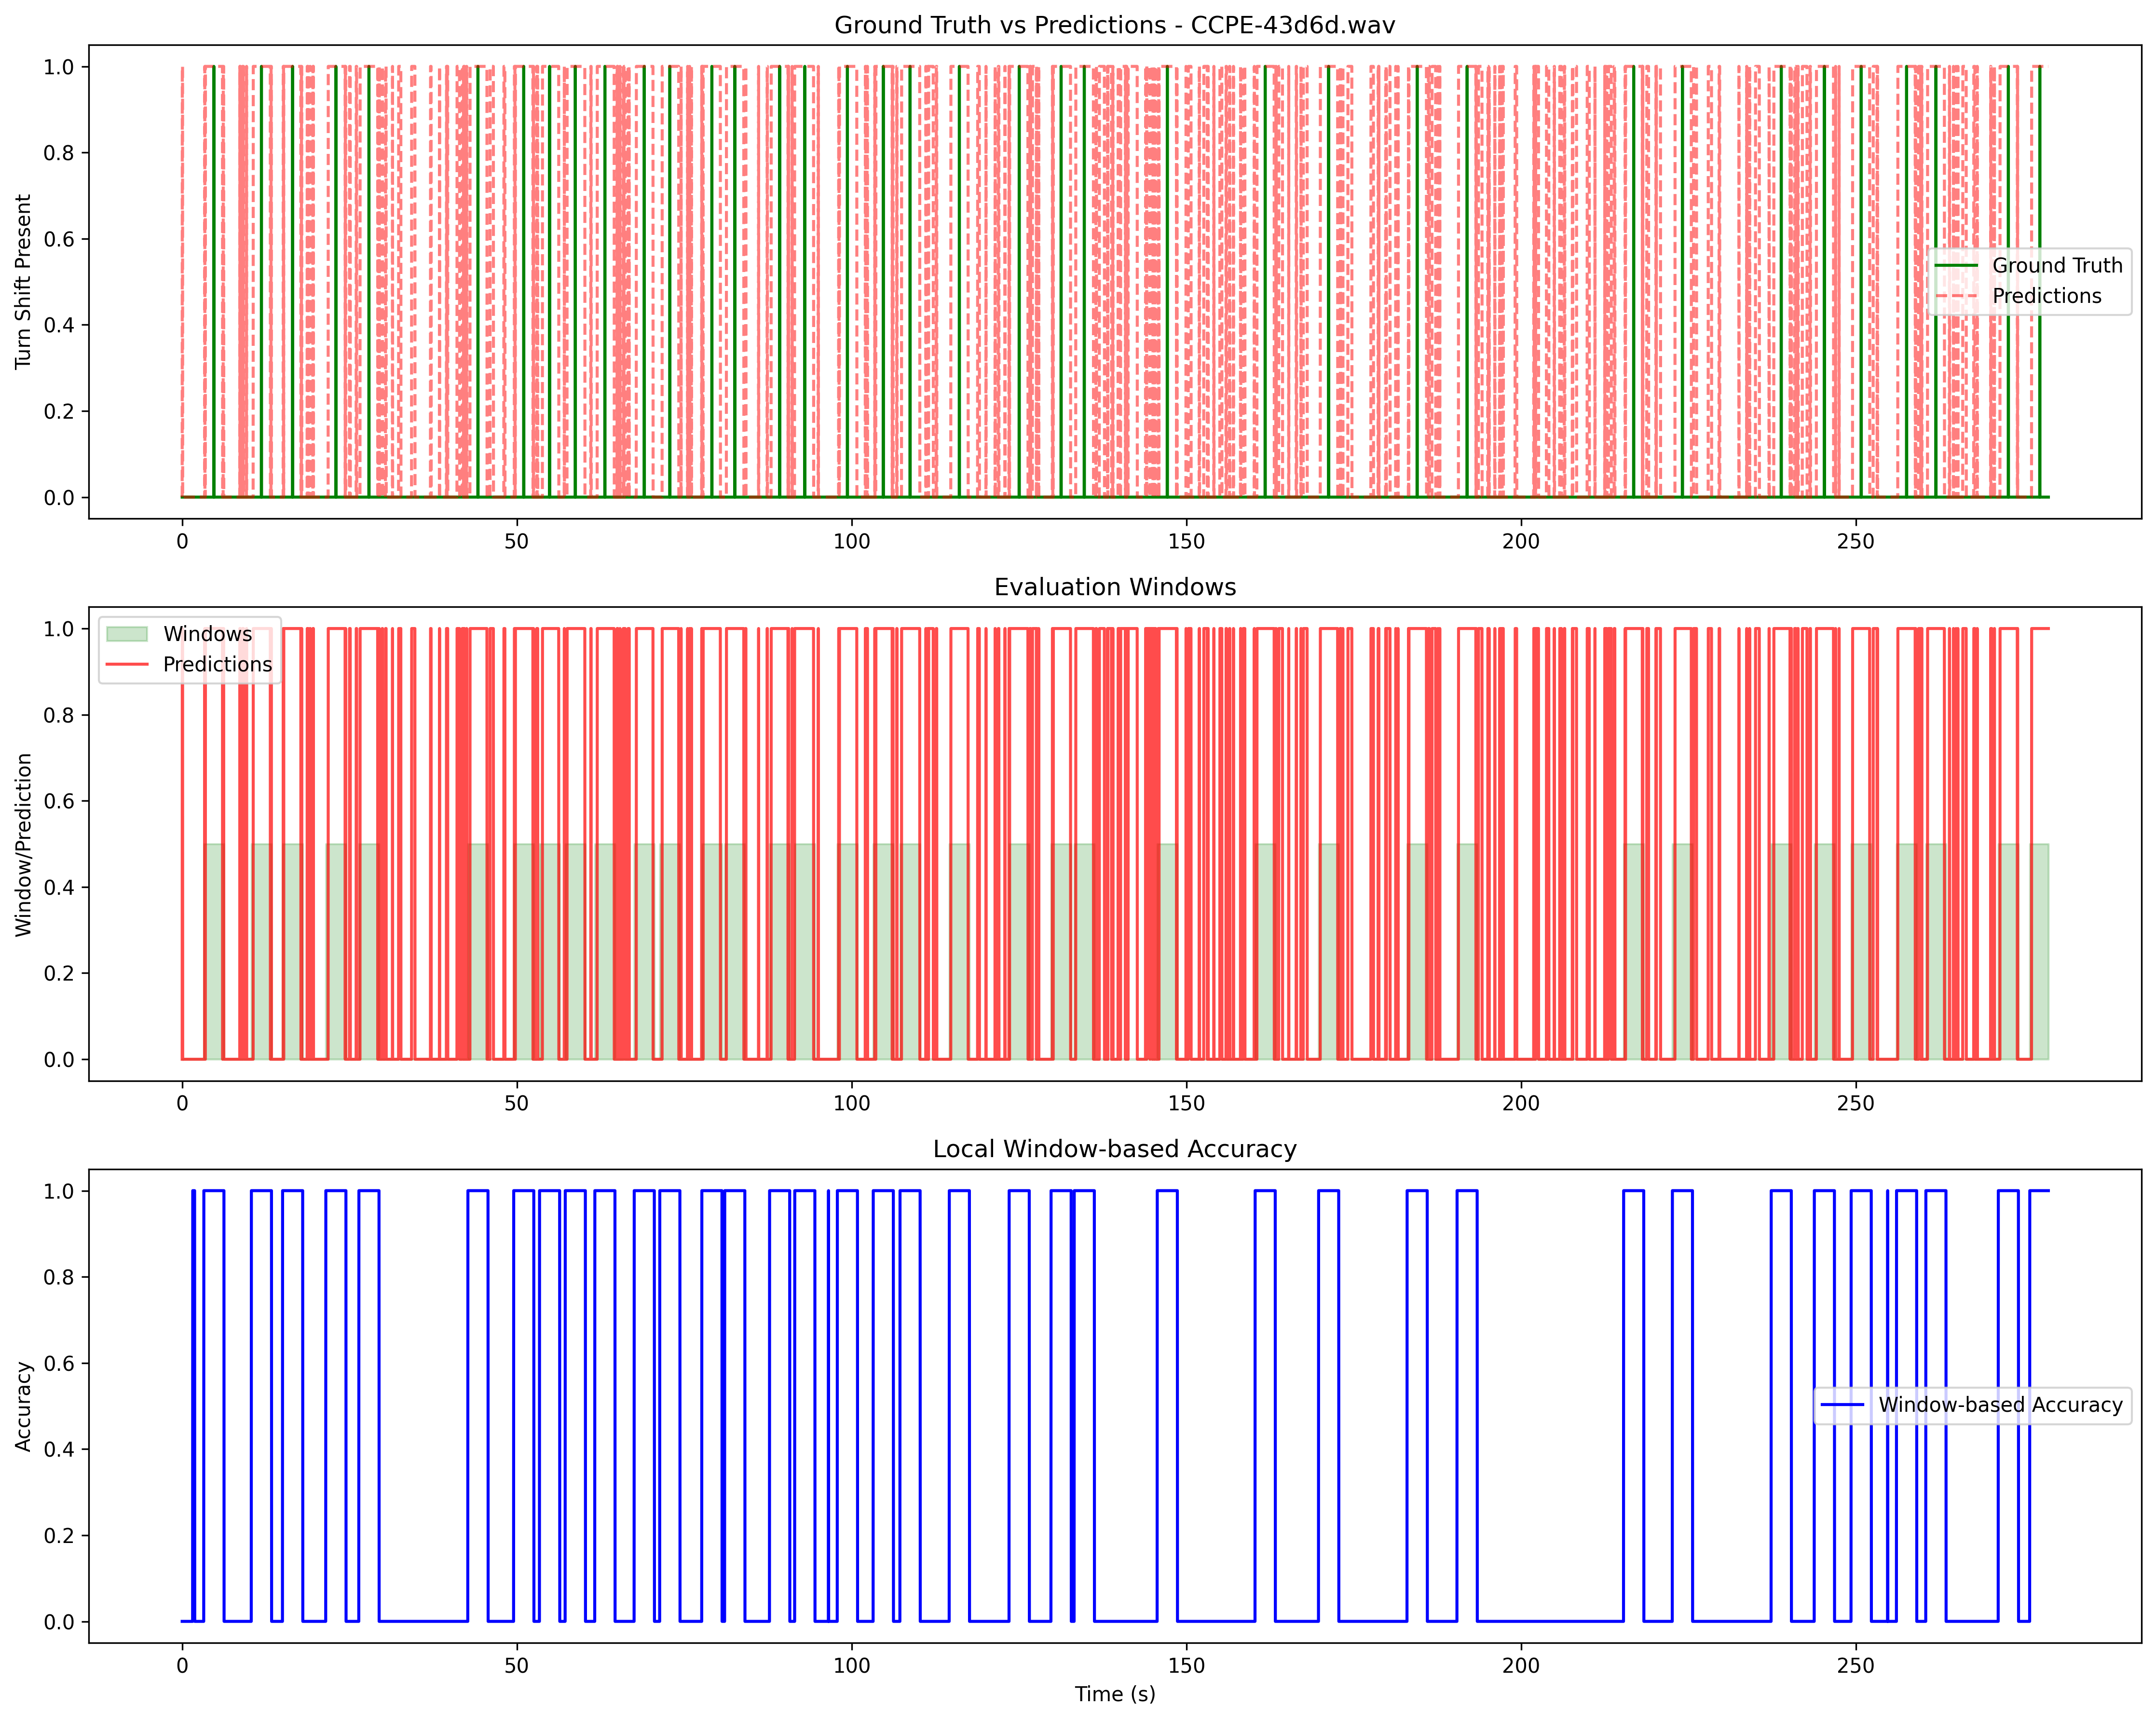 Ground Truth vs Predictions - CCPE-43d6d.wav
Turn Shift Present
1.0
0.8
0.6
0.4
0.2
0.0
Ground Truth
Predictions
0 50 100 150 200 250
Evaluation Windows
Window/Prediction
1.0
0.8
0.6
0.4
0.2
0.0
Windows
Predictions
0 50 100 150 200 250
Local Window-based Accuracy
Accuracy
1.0
0.8
0.6
0.4
0.2
0.0
Window-based Accuracy
0 50 100 150 200 250
Time (s)